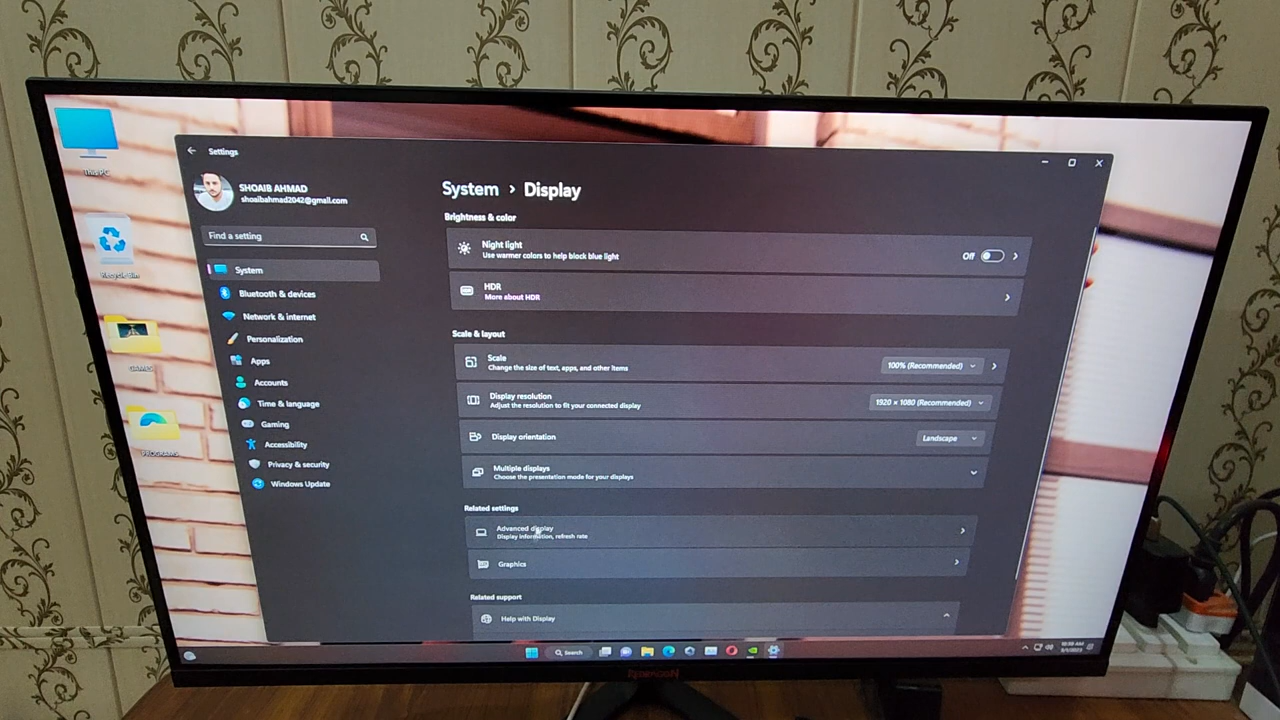 This PC
Recycle Bin
GAMES
PROGRAMS
Settings
SHOAIB AHMAD
shoaibahmad2042@gmail.com
Find a setting
System
Bluetooth & devices
Network & internet
Personalization
Apps
Accounts
Time & language
Gaming
Accessibility
Privacy & security
Windows Update
System > Display
Brightness & color
Night light
Use warmer colors to help block blue light
Off
HDR
More about HDR
Scale & layout
Scale
Change the size of text, apps, and other items
100% (Recommended)
Display resolution
Adjust the resolution to fit your connected display
1920 × 1080 (Recommended)
Display orientation
Landscape
Multiple displays
Choose the presentation mode for your displays
Related settings
Advanced display
Display information, refresh rate
Graphics
Related support
Help with Display
Search